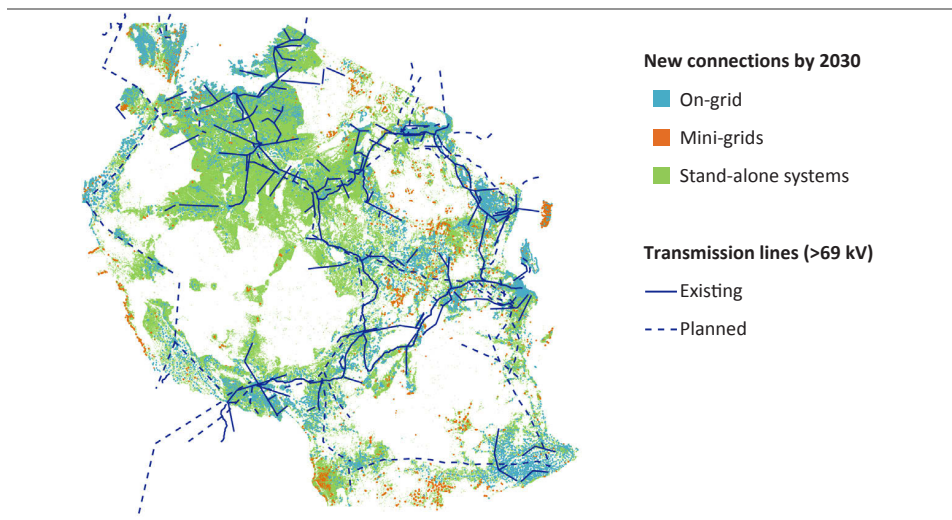 New connections by 2030
On-grid
Mini-grids
Stand-alone systems
Transmission lines (>69 kV)
Existing
Planned